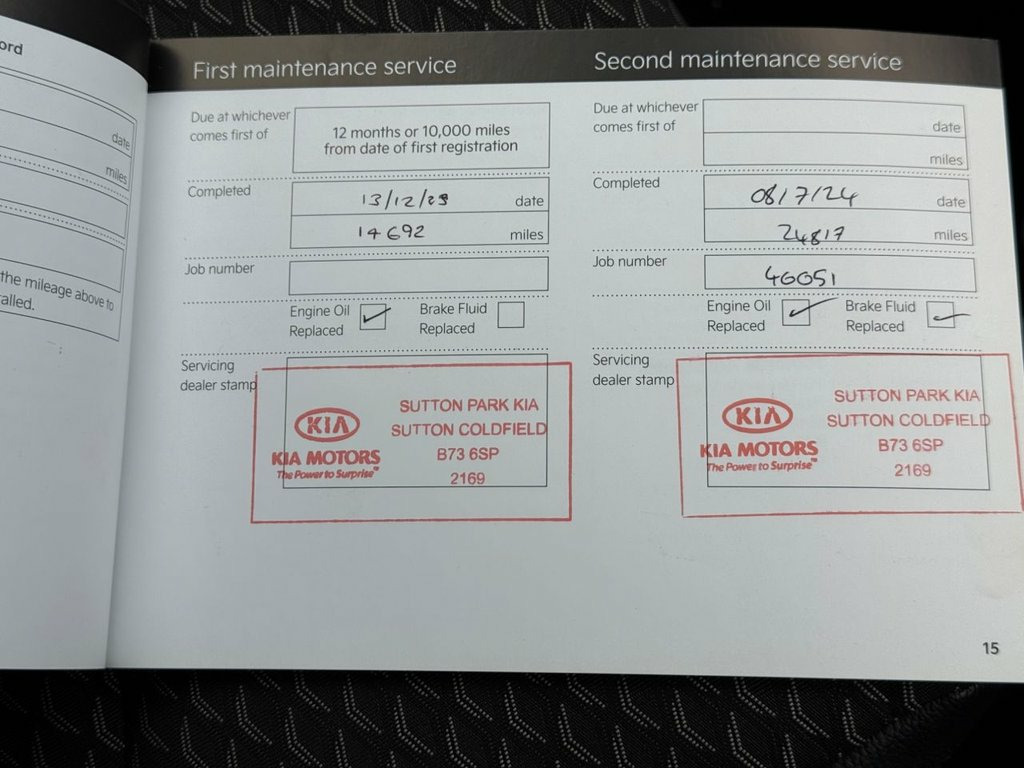 ord
date
miles
the mileage above to
alled.
First maintenance service
Due at whichever
comes first of
12 months or 10,000 miles
from date of first registration
Completed
13/12/23 date
14692 miles
Job number
Engine Oil
Replaced
Brake Fluid
Replaced
Servicing
dealer stamp
KIA
KIA MOTORS
The Power to Surprise™
SUTTON PARK KIA
SUTTON COLDFIELD
B73 6SP
2169
Second maintenance service
Due at whichever
comes first of
date
miles
Completed
08/7/24 date
24817 miles
Job number
46051
Engine Oil
Replaced
Brake Fluid
Replaced
Servicing
dealer stamp
KIA
KIA MOTORS
The Power to Surprise™
SUTTON PARK KIA
SUTTON COLDFIELD
B73 6SP
2169
15